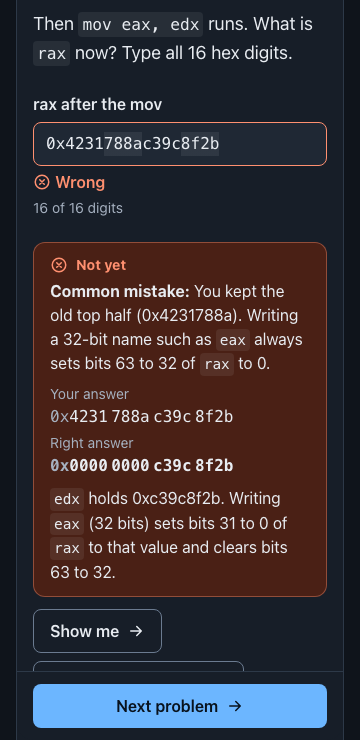 Then mov eax, edx runs. What is
rax now? Type all 16 hex digits.
rax after the mov
0x4231788ac39c8f2b
Wrong
16 of 16 digits
Not yet
Common mistake: You kept the
old top half (0x4231788a). Writing
a 32-bit name such as eax always
sets bits 63 to 32 of rax to 0.
Your answer
0x4231 788a c39c 8f2b
Right answer
0x0000 0000 c39c 8f2b
edx holds 0xc39c8f2b. Writing
eax (32 bits) sets bits 31 to 0 of
rax to that value and clears bits
63 to 32.
Show me →
Next problem →